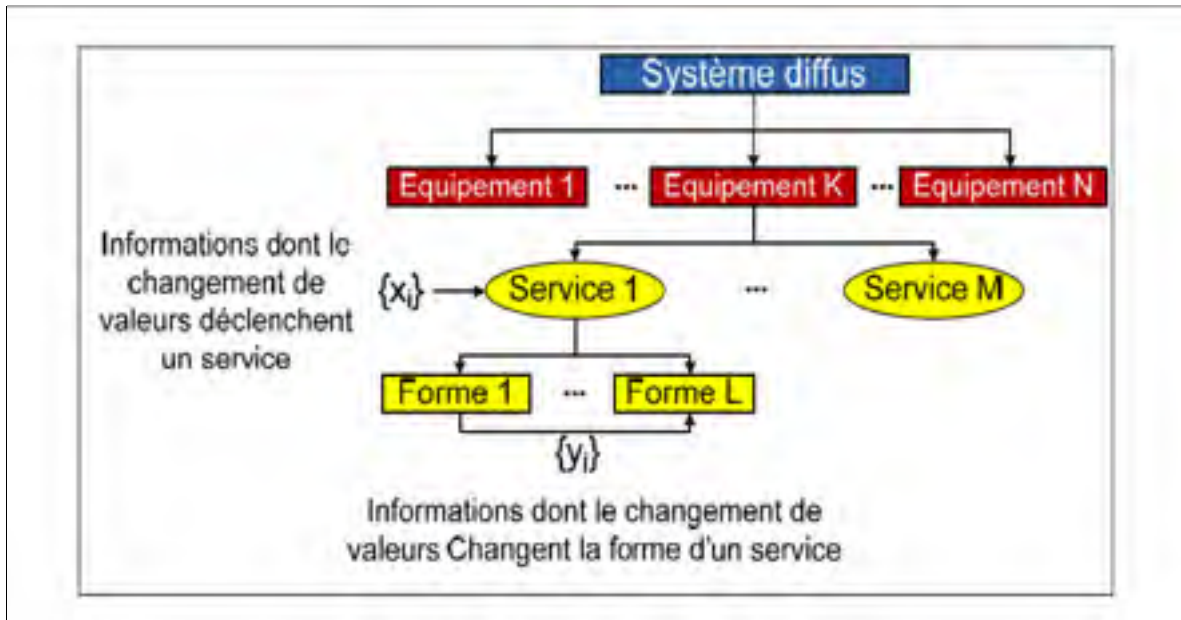 Système diffus
Equipement 1 ... Equipement K ... Equipement N
Informations dont le
changement de
valeurs déclenchent
un service
{xi} Service 1 ... Service M
Forme 1 ... Forme L
{yi}
Informations dont le changement de
valeurs Changent la forme d'un service